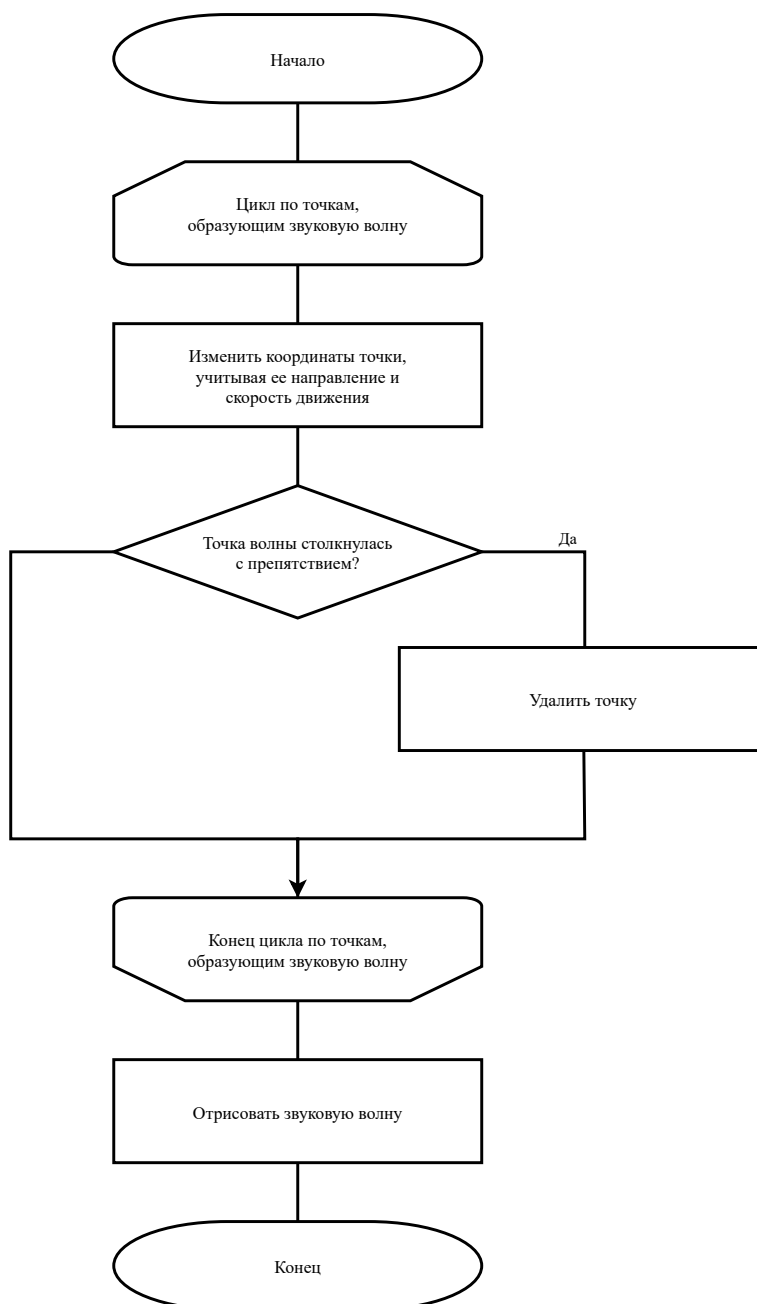 Начало
Цикл по точкам,
образующим звуковую волну
Изменить координаты точки,
учитывая ее направление и
скорость движения
Точка волны столкнулась
с препятствием?
Да
Удалить точку
Конец цикла по точкам,
образующим звуковую волну
Отрисовать звуковую волну
Конец